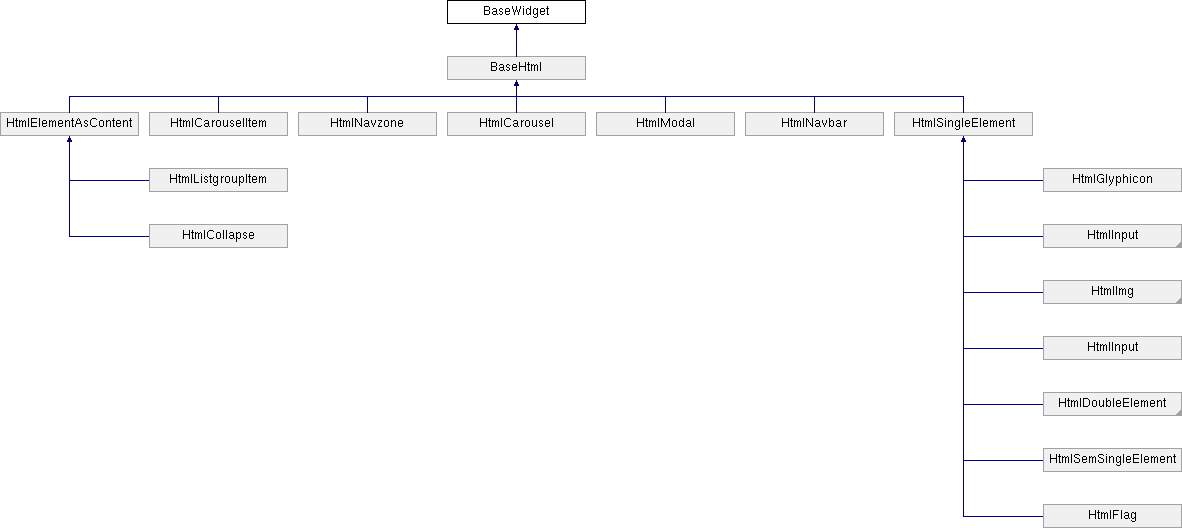 BaseWidget
BaseHtml
HtmlElementAsContent
HtmlCarouselItem
HtmlNavzone
HtmlCarousel
HtmlModal
HtmlNavbar
HtmlSingleElement
HtmlListgroupItem
HtmlGlyphicon
HtmlCollapse
HtmlInput
HtmlImg
HtmlInput
HtmlDoubleElement
HtmlSemSingleElement
HtmlFlag